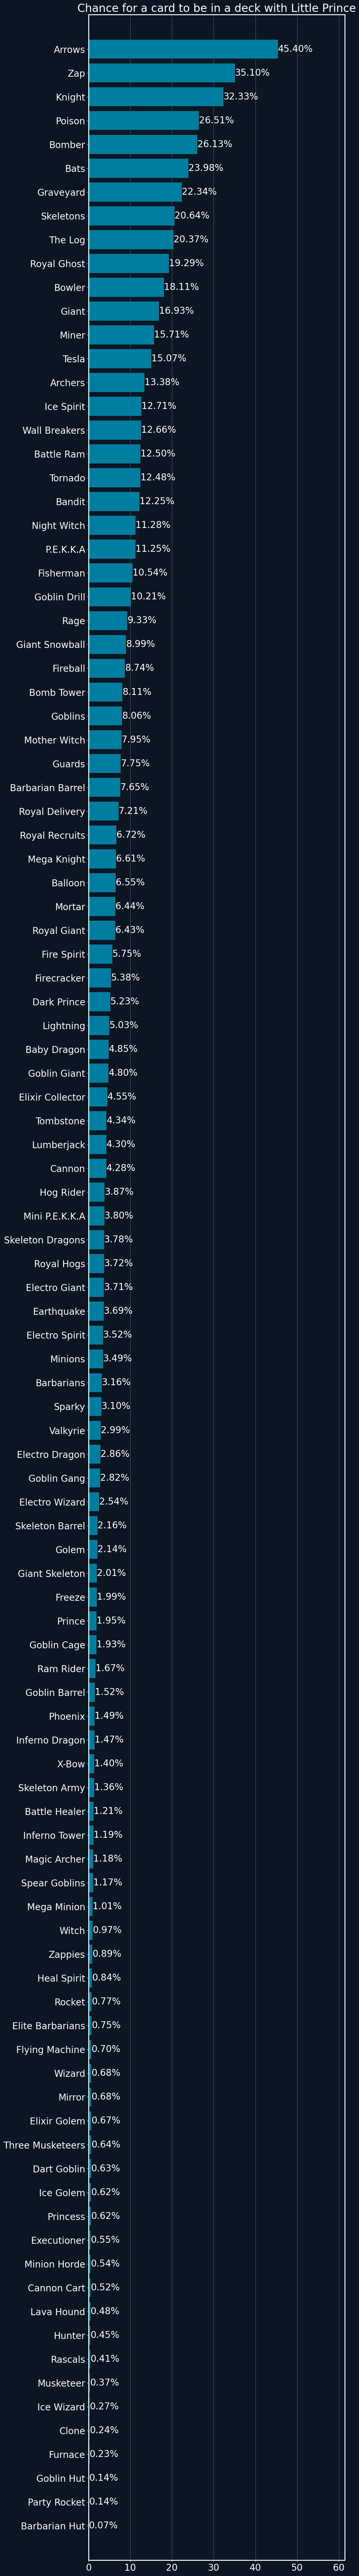 Chance for a card to be in a deck with Little Prince
Arrows 45.40%
Zap 35.10%
Knight 32.33%
Poison 26.51%
Bomber 26.13%
Bats 23.98%
Graveyard 22.34%
Skeletons 20.64%
The Log 20.37%
Royal Ghost 19.29%
Bowler 18.11%
Giant 16.93%
Miner 15.71%
Tesla 15.07%
Archers 13.38%
Ice Spirit 12.71%
Wall Breakers 12.66%
Battle Ram 12.50%
Tornado 12.48%
Bandit 12.25%
Night Witch 11.28%
P.E.K.K.A 11.25%
Fisherman 10.54%
Goblin Drill 10.21%
Rage 9.33%
Giant Snowball 8.99%
Fireball 8.74%
Bomb Tower 8.11%
Goblins 8.06%
Mother Witch 7.95%
Guards 7.75%
Barbarian Barrel 7.65%
Royal Delivery 7.21%
Royal Recruits 6.72%
Mega Knight 6.61%
Balloon 6.55%
Mortar 6.44%
Royal Giant 6.43%
Fire Spirit 5.75%
Firecracker 5.38%
Dark Prince 5.23%
Lightning 5.03%
Baby Dragon 4.85%
Goblin Giant 4.80%
Elixir Collector 4.55%
Tombstone 4.34%
Lumberjack 4.30%
Cannon 4.28%
Hog Rider 3.87%
Mini P.E.K.K.A 3.80%
Skeleton Dragons 3.78%
Royal Hogs 3.72%
Electro Giant 3.71%
Earthquake 3.69%
Electro Spirit 3.52%
Minions 3.49%
Barbarians 3.16%
Sparky 3.10%
Valkyrie 2.99%
Electro Dragon 2.86%
Goblin Gang 2.82%
Electro Wizard 2.54%
Skeleton Barrel 2.16%
Golem 2.14%
Giant Skeleton 2.01%
Freeze 1.99%
Prince 1.95%
Goblin Cage 1.93%
Ram Rider 1.67%
Goblin Barrel 1.52%
Phoenix 1.49%
Inferno Dragon 1.47%
X-Bow 1.40%
Skeleton Army 1.36%
Battle Healer 1.21%
Inferno Tower 1.19%
Magic Archer 1.18%
Spear Goblins 1.17%
Mega Minion 1.01%
Witch 0.97%
Zappies 0.89%
Heal Spirit 0.84%
Rocket 0.77%
Elite Barbarians 0.75%
Flying Machine 0.70%
Wizard 0.68%
Mirror 0.68%
Elixir Golem 0.67%
Three Musketeers 0.64%
Dart Goblin 0.63%
Ice Golem 0.62%
Princess 0.62%
Executioner 0.55%
Minion Horde 0.54%
Cannon Cart 0.52%
Lava Hound 0.48%
Hunter 0.45%
Rascals 0.41%
Musketeer 0.37%
Ice Wizard 0.27%
Clone 0.24%
Furnace 0.23%
Goblin Hut 0.14%
Party Rocket 0.14%
Barbarian Hut 0.07%
0 10 20 30 40 50 60